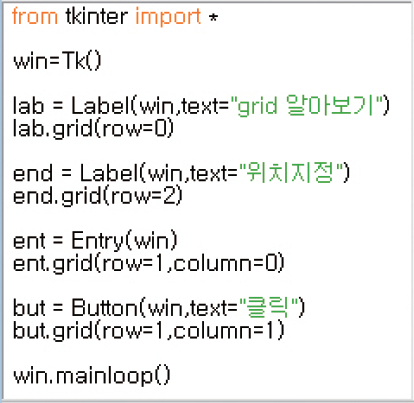 from tkinter import *
win=Tk()
lab = Label(win,text="grid 알아보기")
lab.grid(row=0)
end = Label(win,text="위치지정")
end.grid(row=2)
ent = Entry(win)
ent.grid(row=1,column=0)
but = Button(win,text="클릭")
but.grid(row=1,column=1)
win.mainloop()